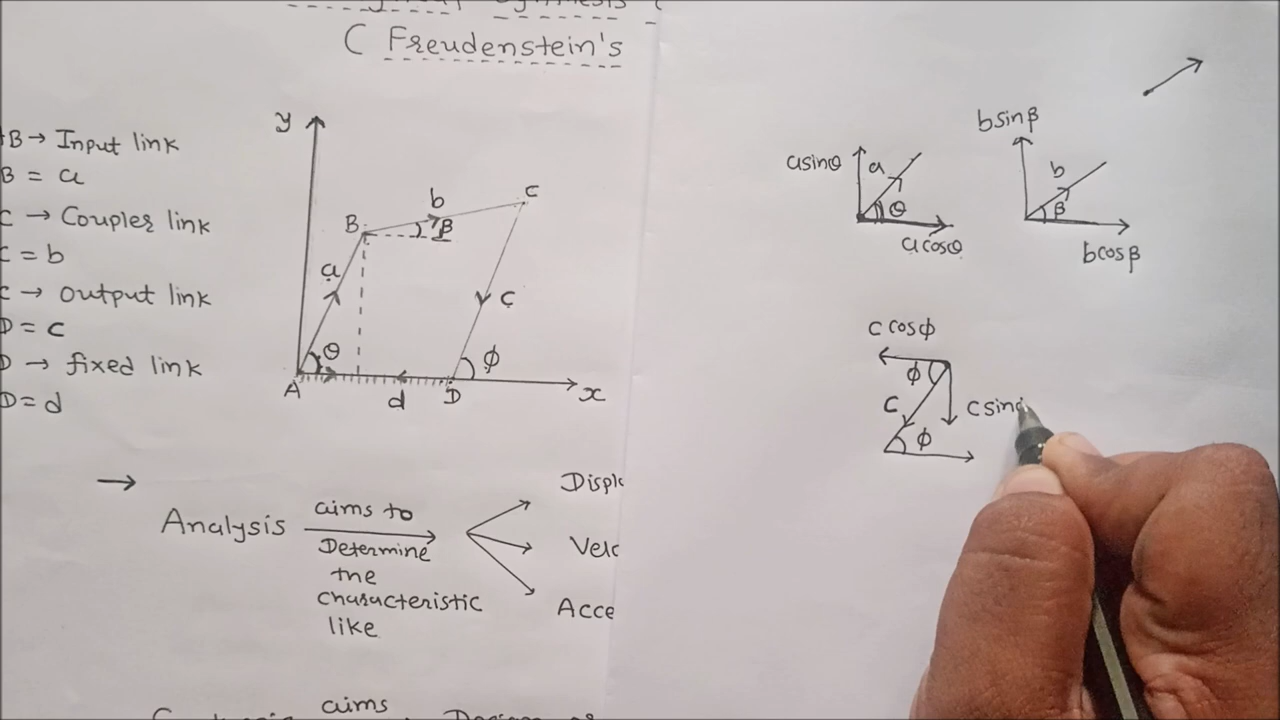 C Freudenstein's
B → Input link
B = a
C → Coupler link
C = b
C → output link
D = c
D → fixed link
D = d
y
B
b
C
β
a
c
θ
φ
A
d
D
x
→
Analysis
aims to
Determine
the
characteristic
like
Displ
Velc
Acce
aims
asinθ
a
θ
acosθ
bsinβ
b
β
bcosβ
c cosφ
φ
c
φ
c sin